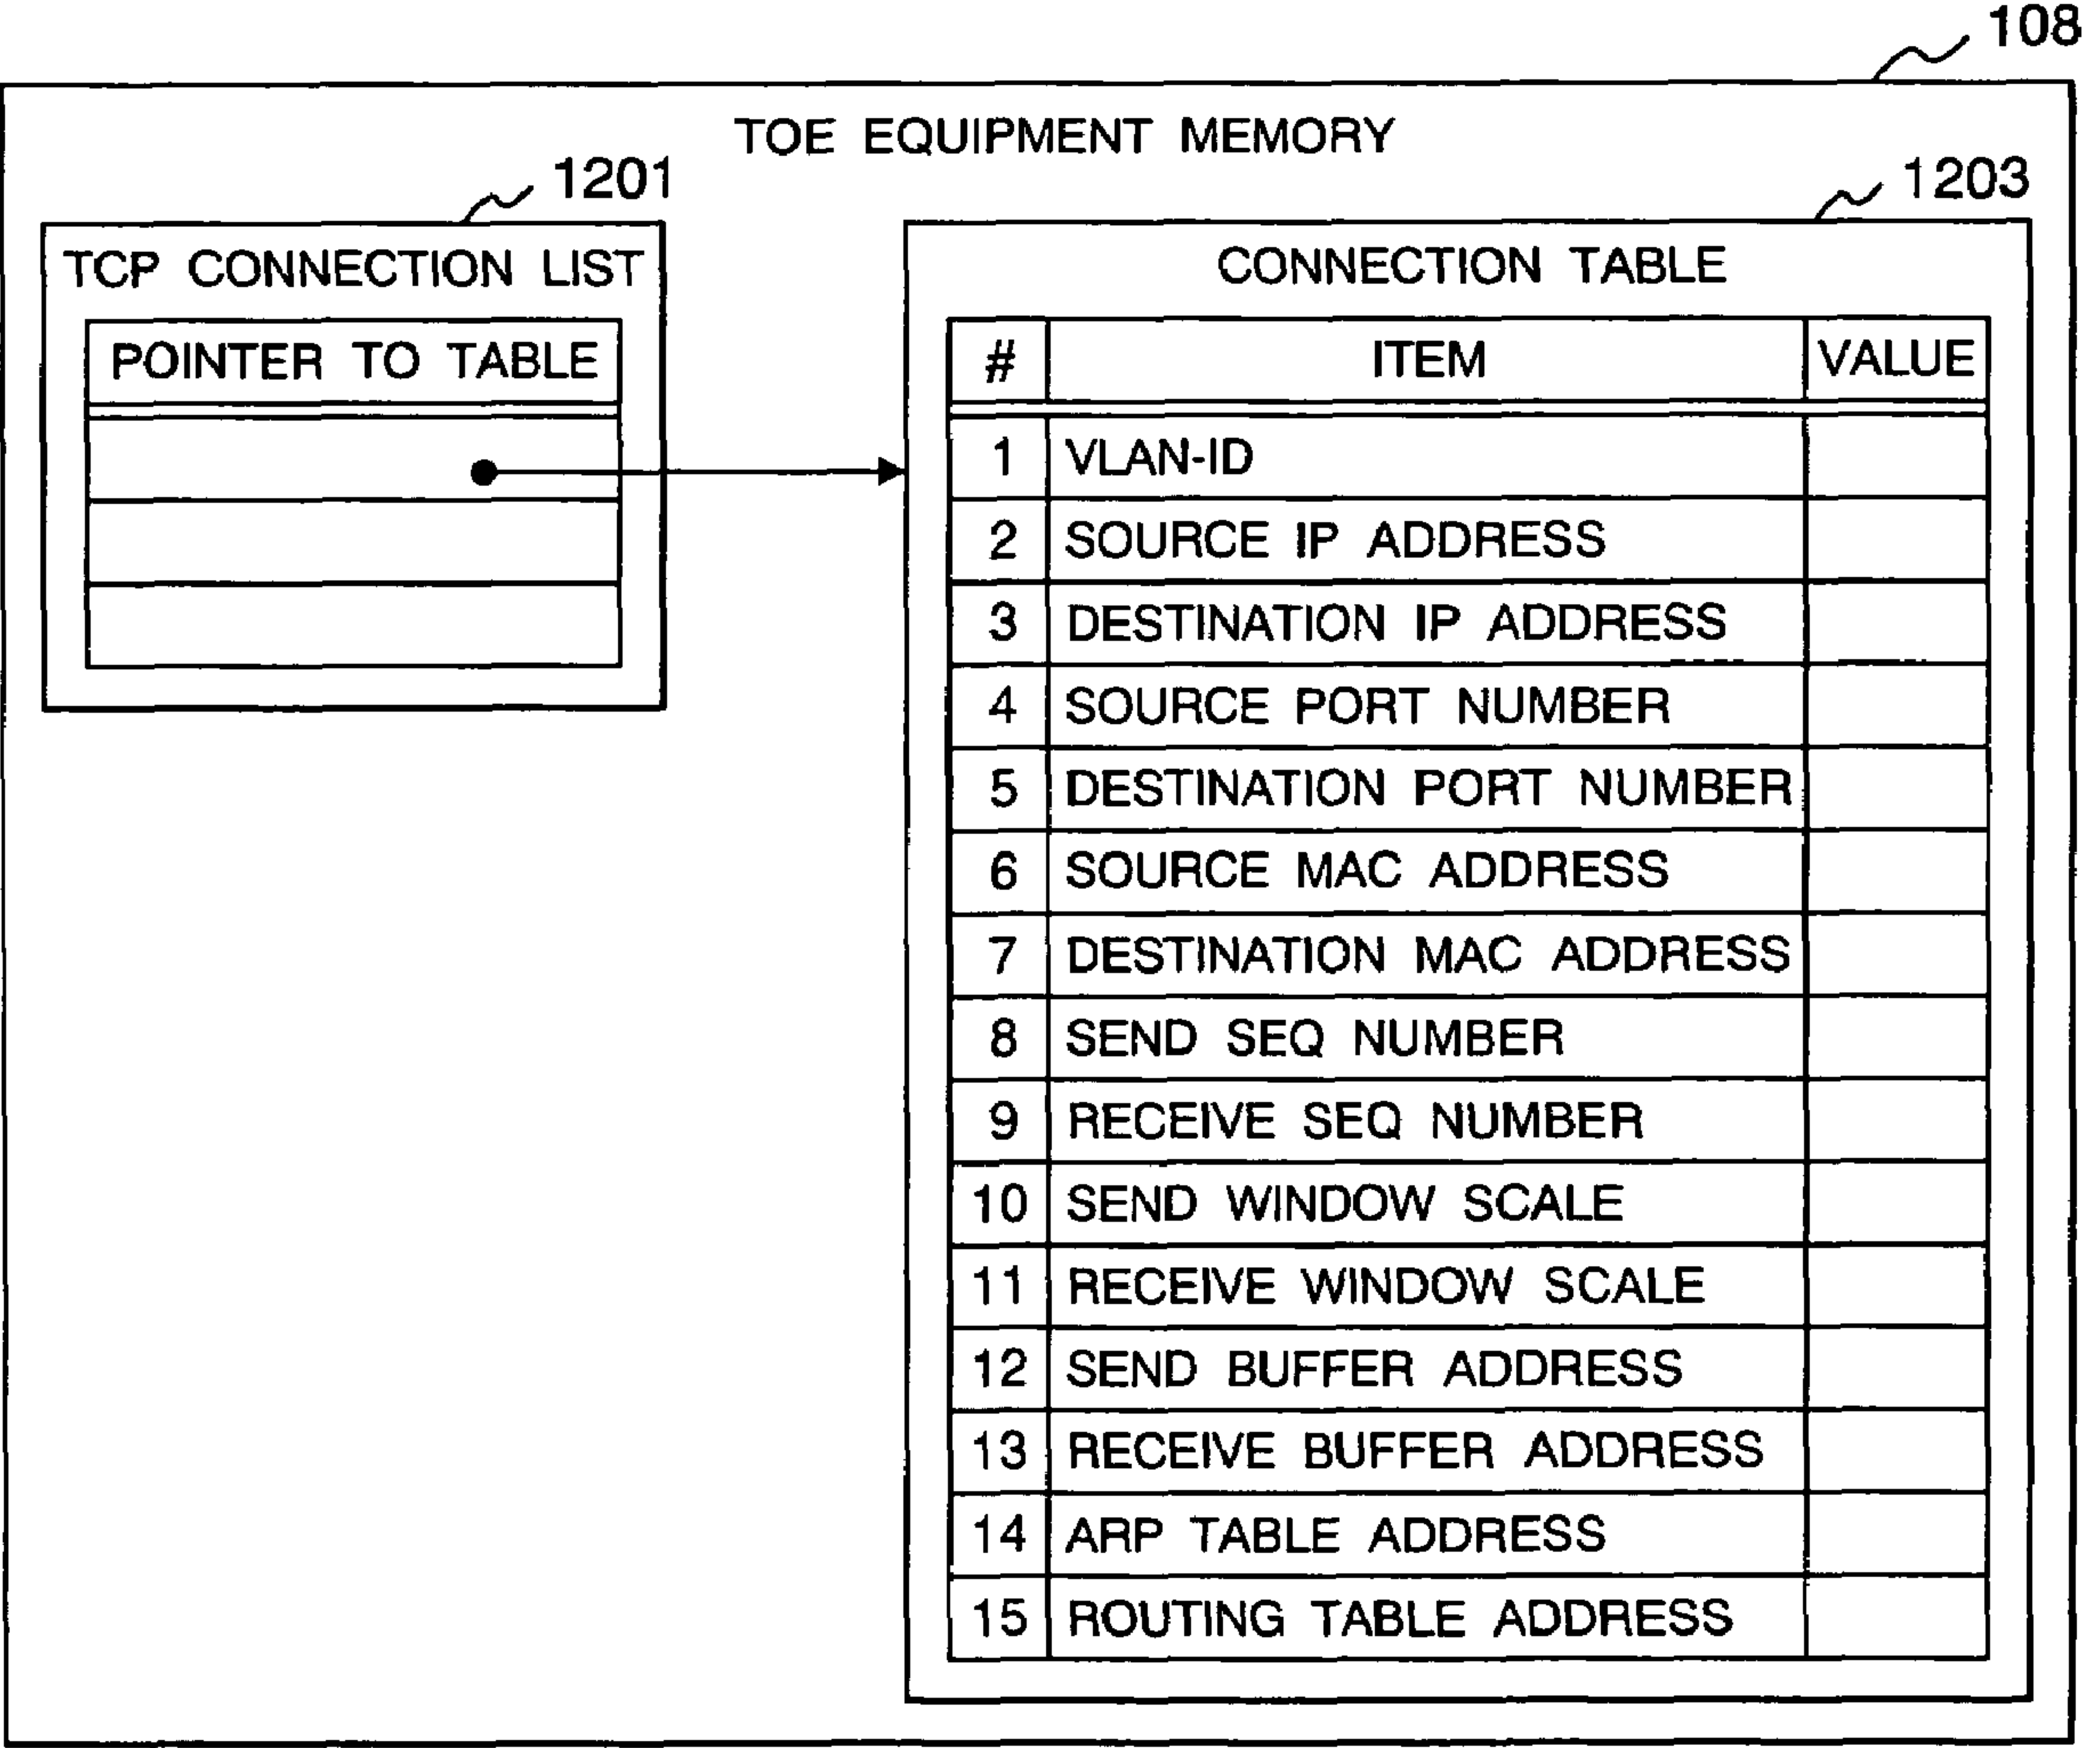 108
TOE EQUIPMENT MEMORY
1201
TCP CONNECTION LIST
POINTER TO TABLE
1203
CONNECTION TABLE
# ITEM VALUE
1 VLAN-ID
2 SOURCE IP ADDRESS
3 DESTINATION IP ADDRESS
4 SOURCE PORT NUMBER
5 DESTINATION PORT NUMBER
6 SOURCE MAC ADDRESS
7 DESTINATION MAC ADDRESS
8 SEND SEQ NUMBER
9 RECEIVE SEQ NUMBER
10 SEND WINDOW SCALE
11 RECEIVE WINDOW SCALE
12 SEND BUFFER ADDRESS
13 RECEIVE BUFFER ADDRESS
14 ARP TABLE ADDRESS
15 ROUTING TABLE ADDRESS